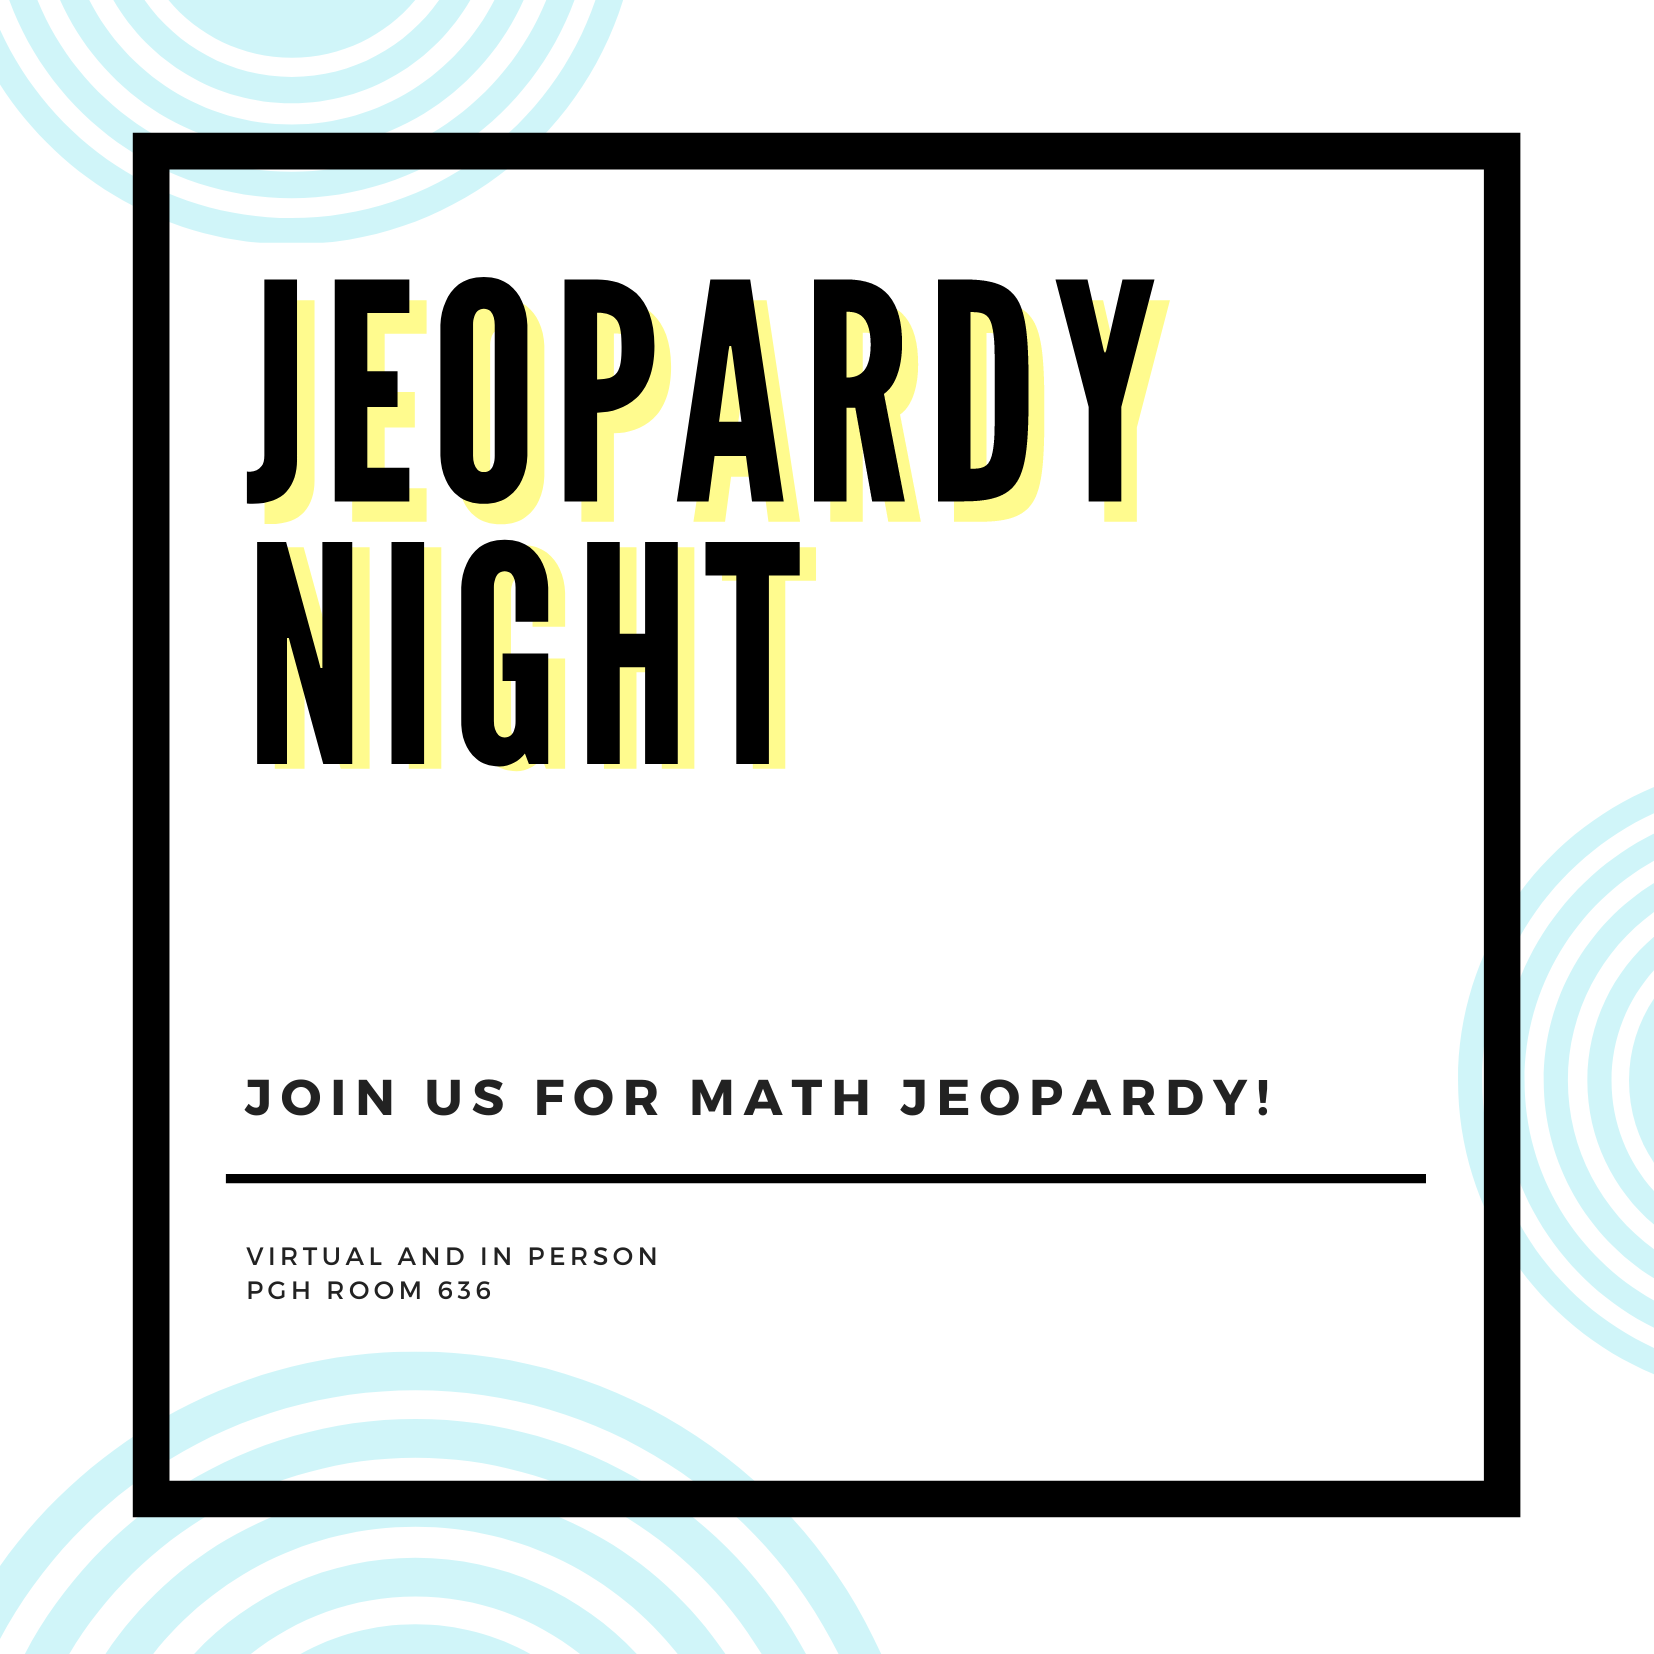 JEOPARDY
NIGHT
JOIN US FOR MATH JEOPARDY!
VIRTUAL AND IN PERSON
PGH ROOM 636